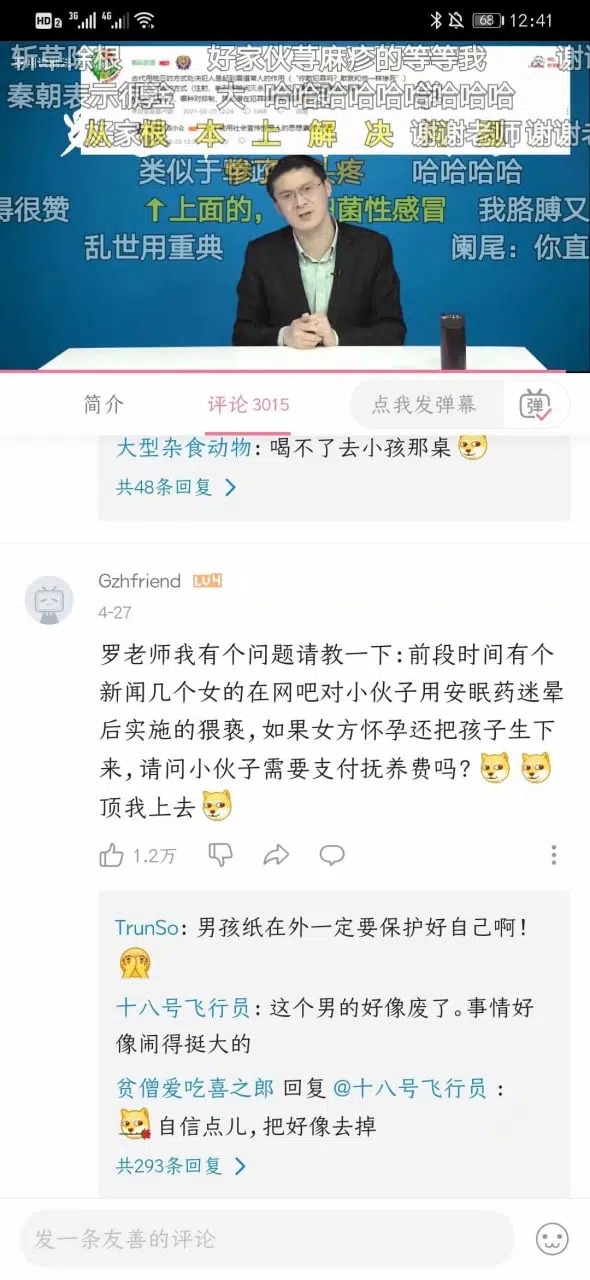 HD 2 3G 4G 68 12:41
斩草除根 好家伙荨麻疹的等等我 谢
秦朝表示很金 哈哈哈哈哈哈哈哈哈
从 根 本 上 解 决 谢谢老师 谢谢老
类似于 头疼 哈哈哈哈
得很赞 ↑上面的, 菌性感冒 我胳膊又
乱世用重典 阑尾：你直
简介 评论 3015 点我发弹幕 弹
大型杂食动物：喝不了去小孩那桌
共48条回复 >
Gzhfriend LV4
4-27
罗老师我有个问题请教一下：前段时间有个
新闻几个女的在网吧对小伙子用安眠药迷晕
后实施的猥亵，如果女方怀孕还把孩子生下
来，请问小伙子需要支付抚养费吗？
顶我上去
1.2万
TrunSo：男孩纸在外一定要保护好自己啊！
十八号飞行员：这个男的好像废了。事情好
像闹得挺大的
贫僧爱吃喜之郎 回复 @十八号飞行员 ：
自信点儿，把好像去掉
共293条回复 >
发一条友善的评论